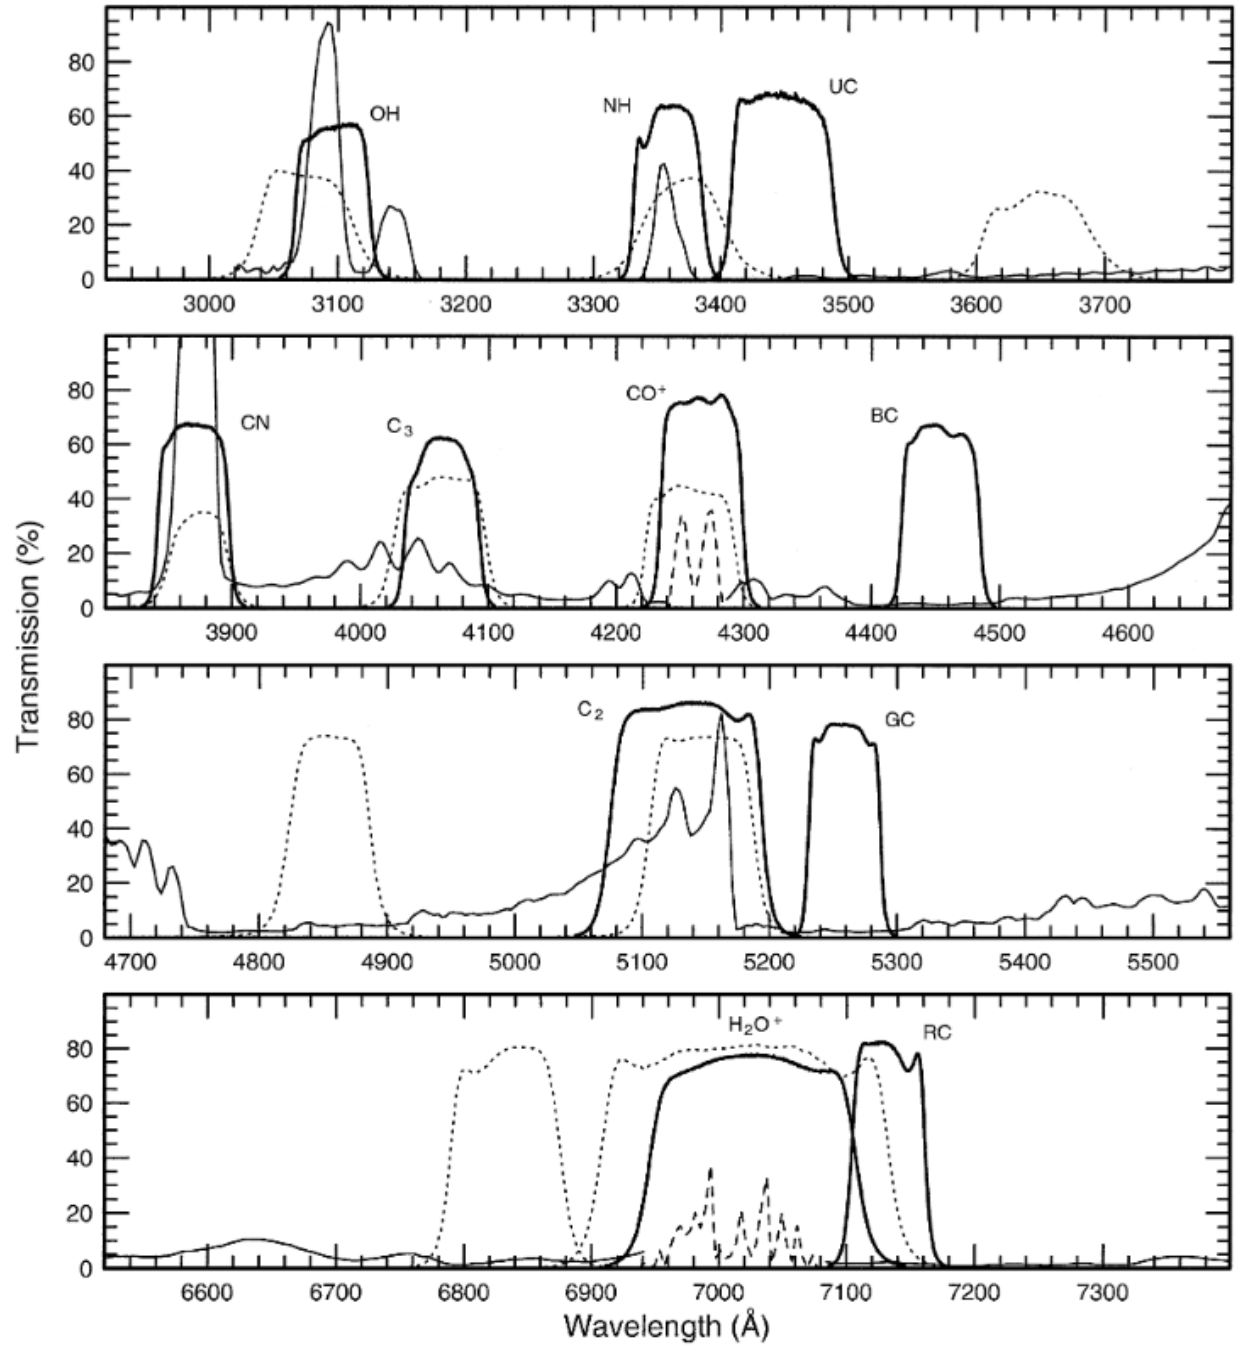 80
60
40
20
0
OH
NH
UC
3000 3100 3200 3300 3400 3500 3600 3700
80
60
40
20
0
CN
C3
CO+
BC
3900 4000 4100 4200 4300 4400 4500 4600
Transmission (%)
80
60
40
20
0
C2
GC
4700 4800 4900 5000 5100 5200 5300 5400 5500
80
60
40
20
0
H2O+
RC
6600 6700 6800 6900 7000 7100 7200 7300
Wavelength (Å)